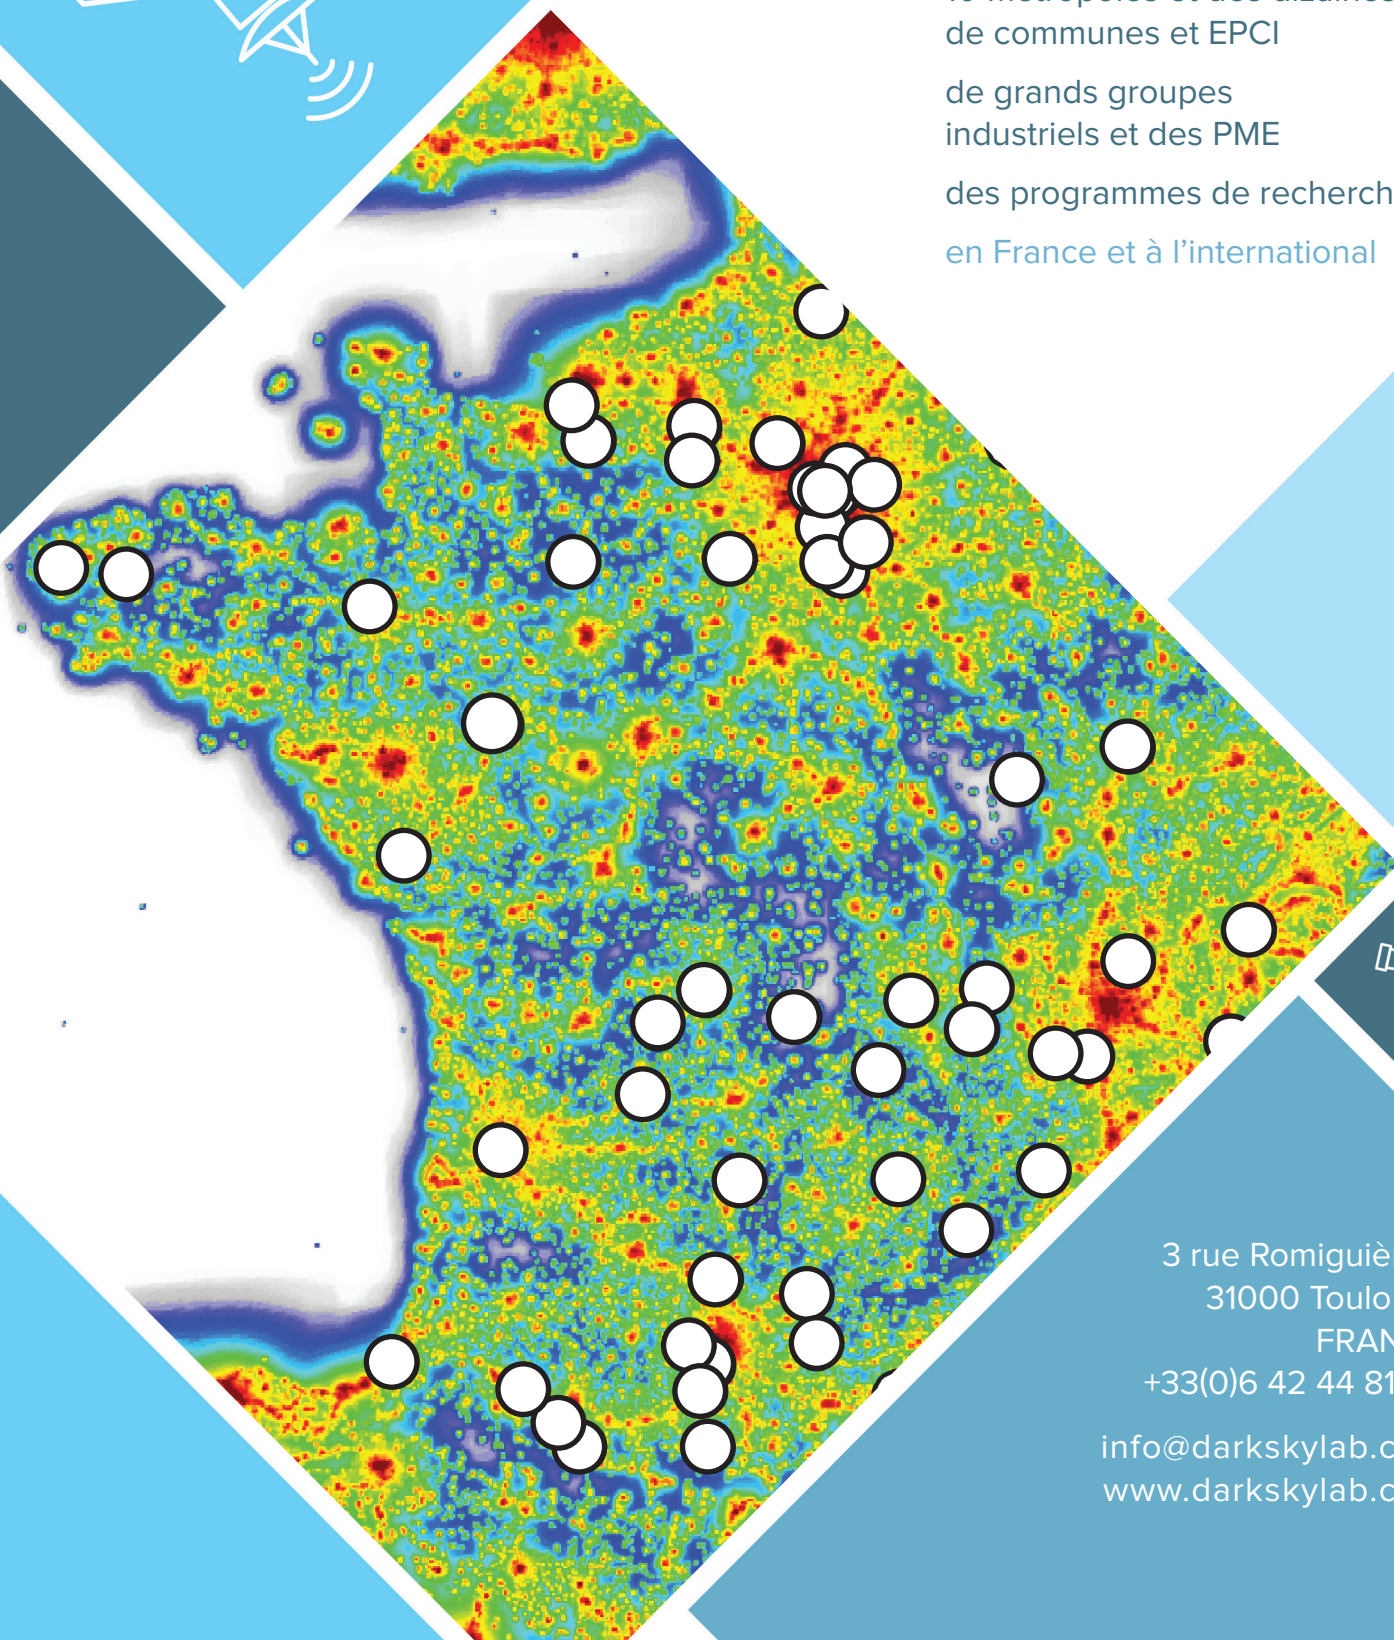 de communes et EPCI
de grands groupes
industriels et des PME
des programmes de recherch
en France et à l'international
3 rue Romiguiè
31000 Toulo
FRAN
+33(0)6 42 44 81
info@darkskylab.c
www.darkskylab.c